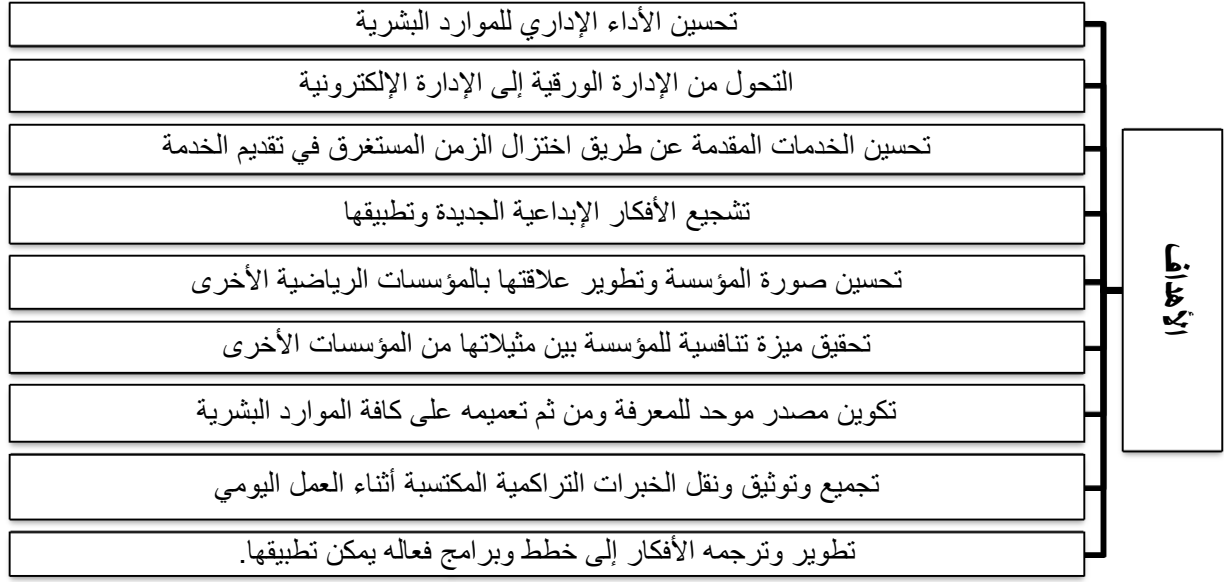 الأهداف
تحسين الأداء الإداري للموارد البشرية
التحول من الإدارة الورقية إلى الإدارة الإلكترونية
تحسين الخدمات المقدمة عن طريق اختزال الزمن المستغرق في تقديم الخدمة
تشجيع الأفكار الإبداعية الجديدة وتطبيقها
تحسين صورة المؤسسة وتطوير علاقتها بالمؤسسات الرياضية الأخرى
تحقيق ميزة تنافسية للمؤسسة بين مثيلاتها من المؤسسات الأخرى
تكوين مصدر موحد للمعرفة ومن ثم تعميمه على كافة الموارد البشرية
تجميع وتوثيق ونقل الخبرات التراكمية المكتسبة أثناء العمل اليومي
تطوير وترجمه الأفكار إلى خطط وبرامج فعاله يمكن تطبيقها.